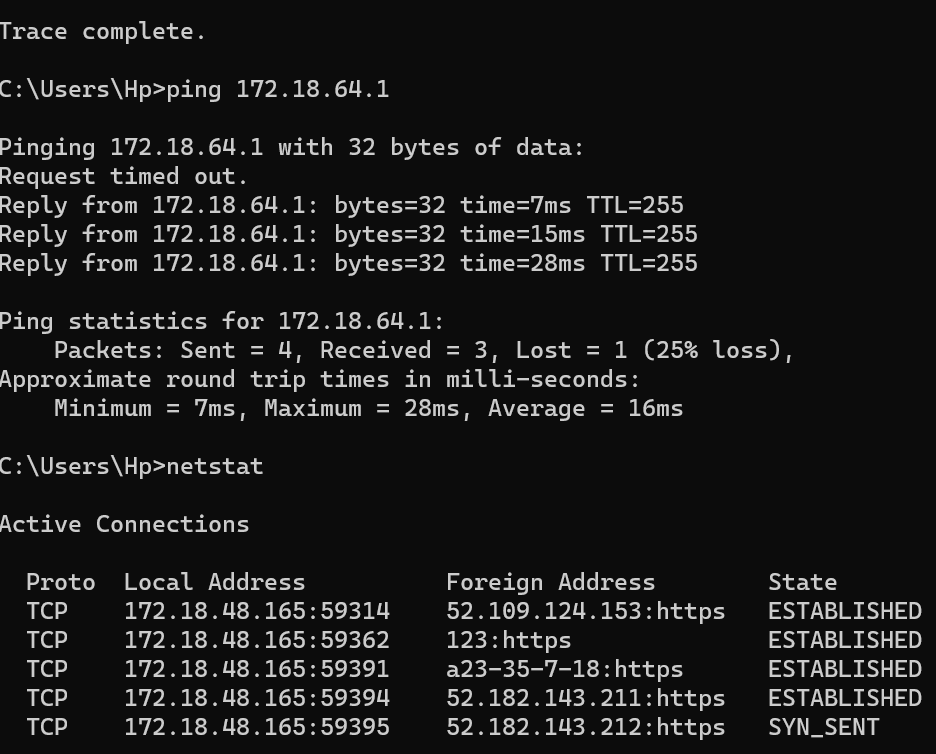 Trace complete.
C:\Users\Hp>ping 172.18.64.1
Pinging 172.18.64.1 with 32 bytes of data:
Request timed out.
Reply from 172.18.64.1: bytes=32 time=7ms TTL=255
Reply from 172.18.64.1: bytes=32 time=15ms TTL=255
Reply from 172.18.64.1: bytes=32 time=28ms TTL=255
Ping statistics for 172.18.64.1:
    Packets: Sent = 4, Received = 3, Lost = 1 (25% loss),
Approximate round trip times in milli-seconds:
    Minimum = 7ms, Maximum = 28ms, Average = 16ms
C:\Users\Hp>netstat
Active Connections
  Proto  Local Address          Foreign Address        State
  TCP    172.18.48.165:59314    52.109.124.153:https   ESTABLISHED
  TCP    172.18.48.165:59362    123:https              ESTABLISHED
  TCP    172.18.48.165:59391    a23-35-7-18:https      ESTABLISHED
  TCP    172.18.48.165:59394    52.182.143.211:https   ESTABLISHED
  TCP    172.18.48.165:59395    52.182.143.212:https   SYN_SENT